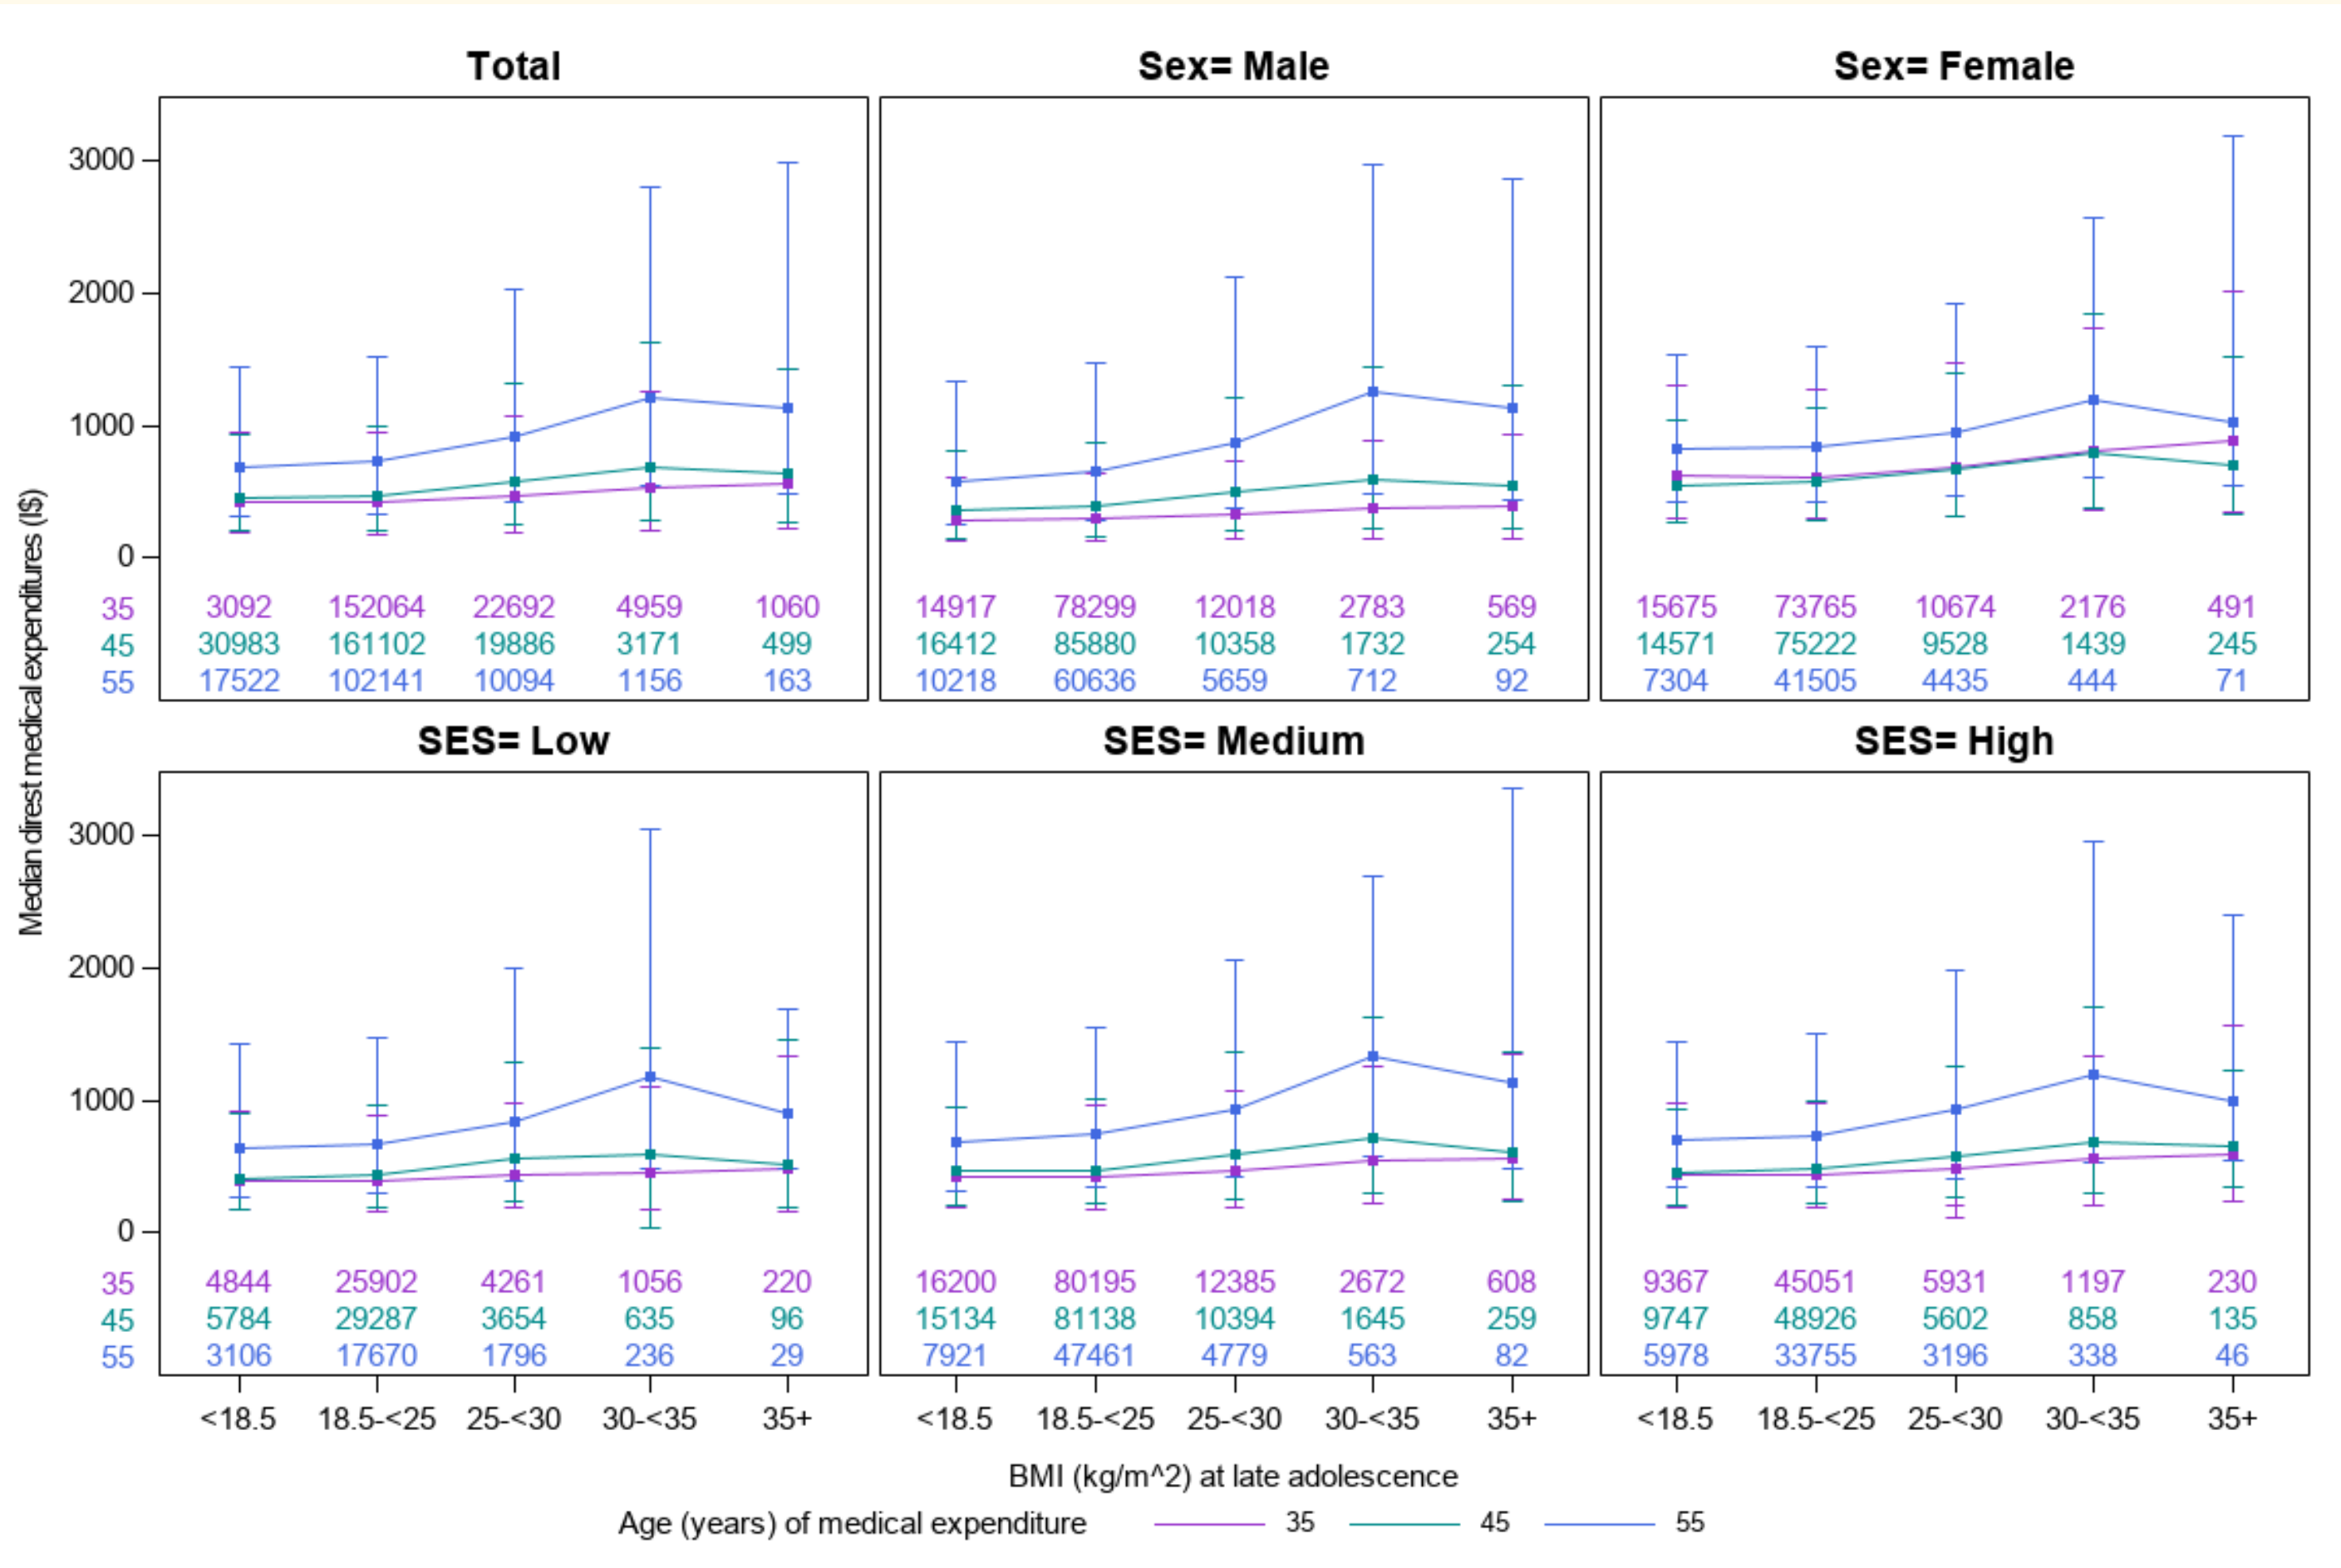 Total
Sex= Male
Sex= Female
Median direst medical expenditures (I$)
3000
2000
1000
0
35 3092 152064 22692 4959 1060 14917 78299 12018 2783 569 15675 73765 10674 2176 491
45 30983 161102 19886 3171 499 16412 85880 10358 1732 254 14571 75222 9528 1439 245
55 17522 102141 10094 1156 163 10218 60636 5659 712 92 7304 41505 4435 444 71
SES= Low
SES= Medium
SES= High
3000
2000
1000
0
35 4844 25902 4261 1056 220 16200 80195 12385 2672 608 9367 45051 5931 1197 230
45 5784 29287 3654 635 96 15134 81138 10394 1645 259 9747 48926 5602 858 135
55 3106 17670 1796 236 29 7921 47461 4779 563 82 5978 33755 3196 338 46
<18.5 18.5-<25 25-<30 30-<35 35+ <18.5 18.5-<25 25-<30 30-<35 35+ <18.5 18.5-<25 25-<30 30-<35 35+
BMI (kg/m^2) at late adolescence
Age (years) of medical expenditure 35 45 55